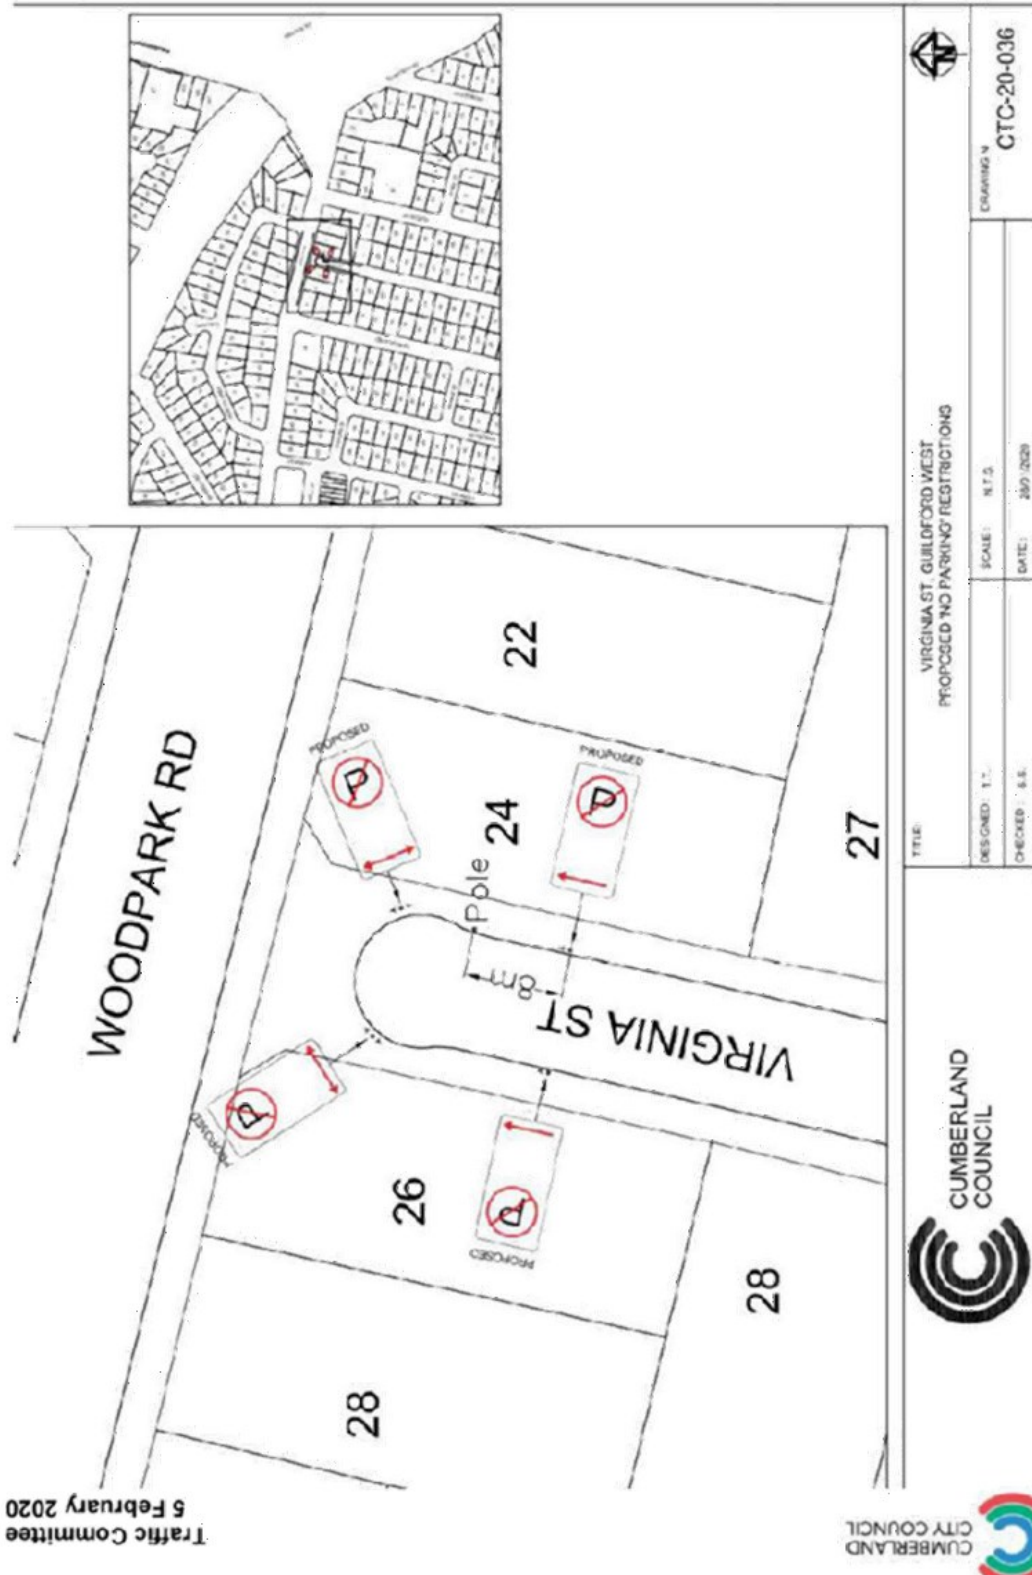 Traffic Committee
5 February 2020
CUMBERLAND
CITY COUNCIL
WOODPARK RD
VIRGINIA ST
PROPOSED
PROPOSED
PROPOSED
PROPOSED
P
P
P
P
Pole
8m
22
24
26
27
28
28
CUMBERLAND
COUNCIL
TITLE:
VIRGINIA ST, GUILDFORD WEST
PROPOSED 'NO PARKING' RESTRICTIONS
DESIGNED:
SCALE: N.T.S.
CHECKED:
DATE:
CTC-20-036
N